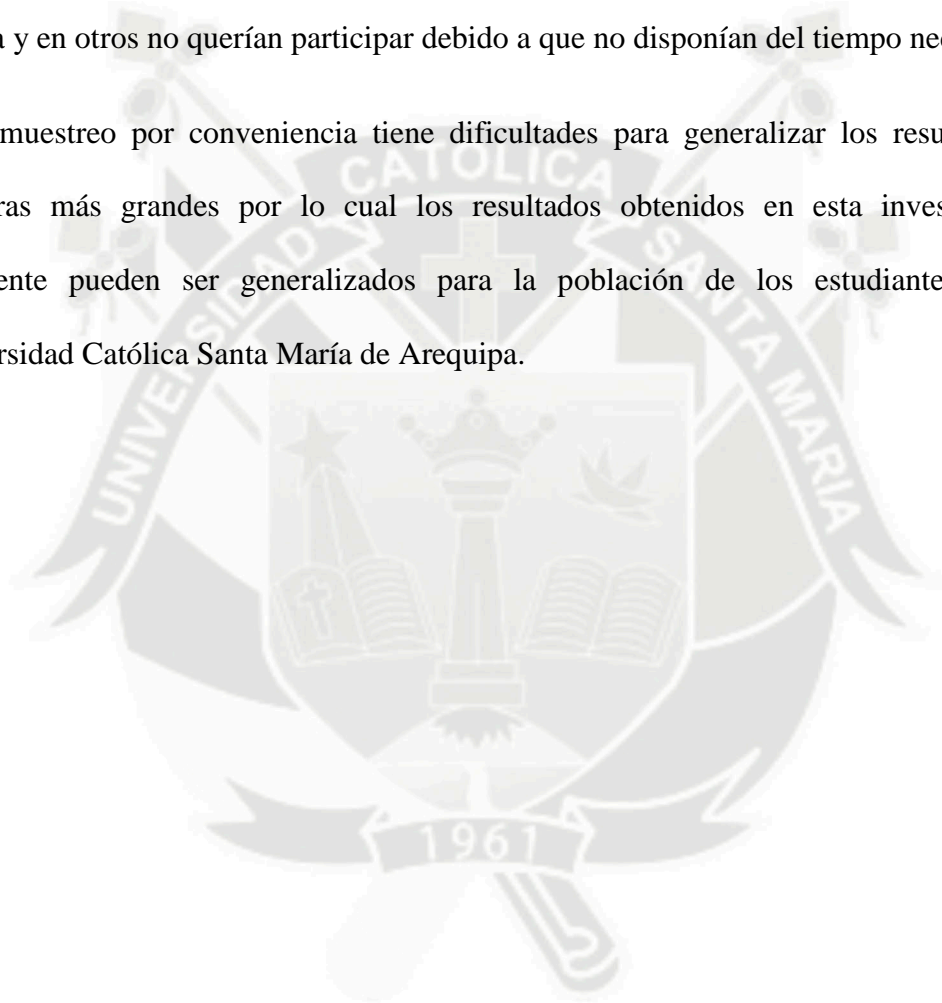 a y en otros no querían participar debido a que no disponían del tiempo ne
muestreo por conveniencia tiene dificultades para generalizar los resu
ras más grandes por lo cual los resultados obtenidos en esta inves
ente pueden ser generalizados para la población de los estudiante
rsidad Católica Santa María de Arequipa.
UNIVERSIDAD CATOLICA SANTA MARIA
1961